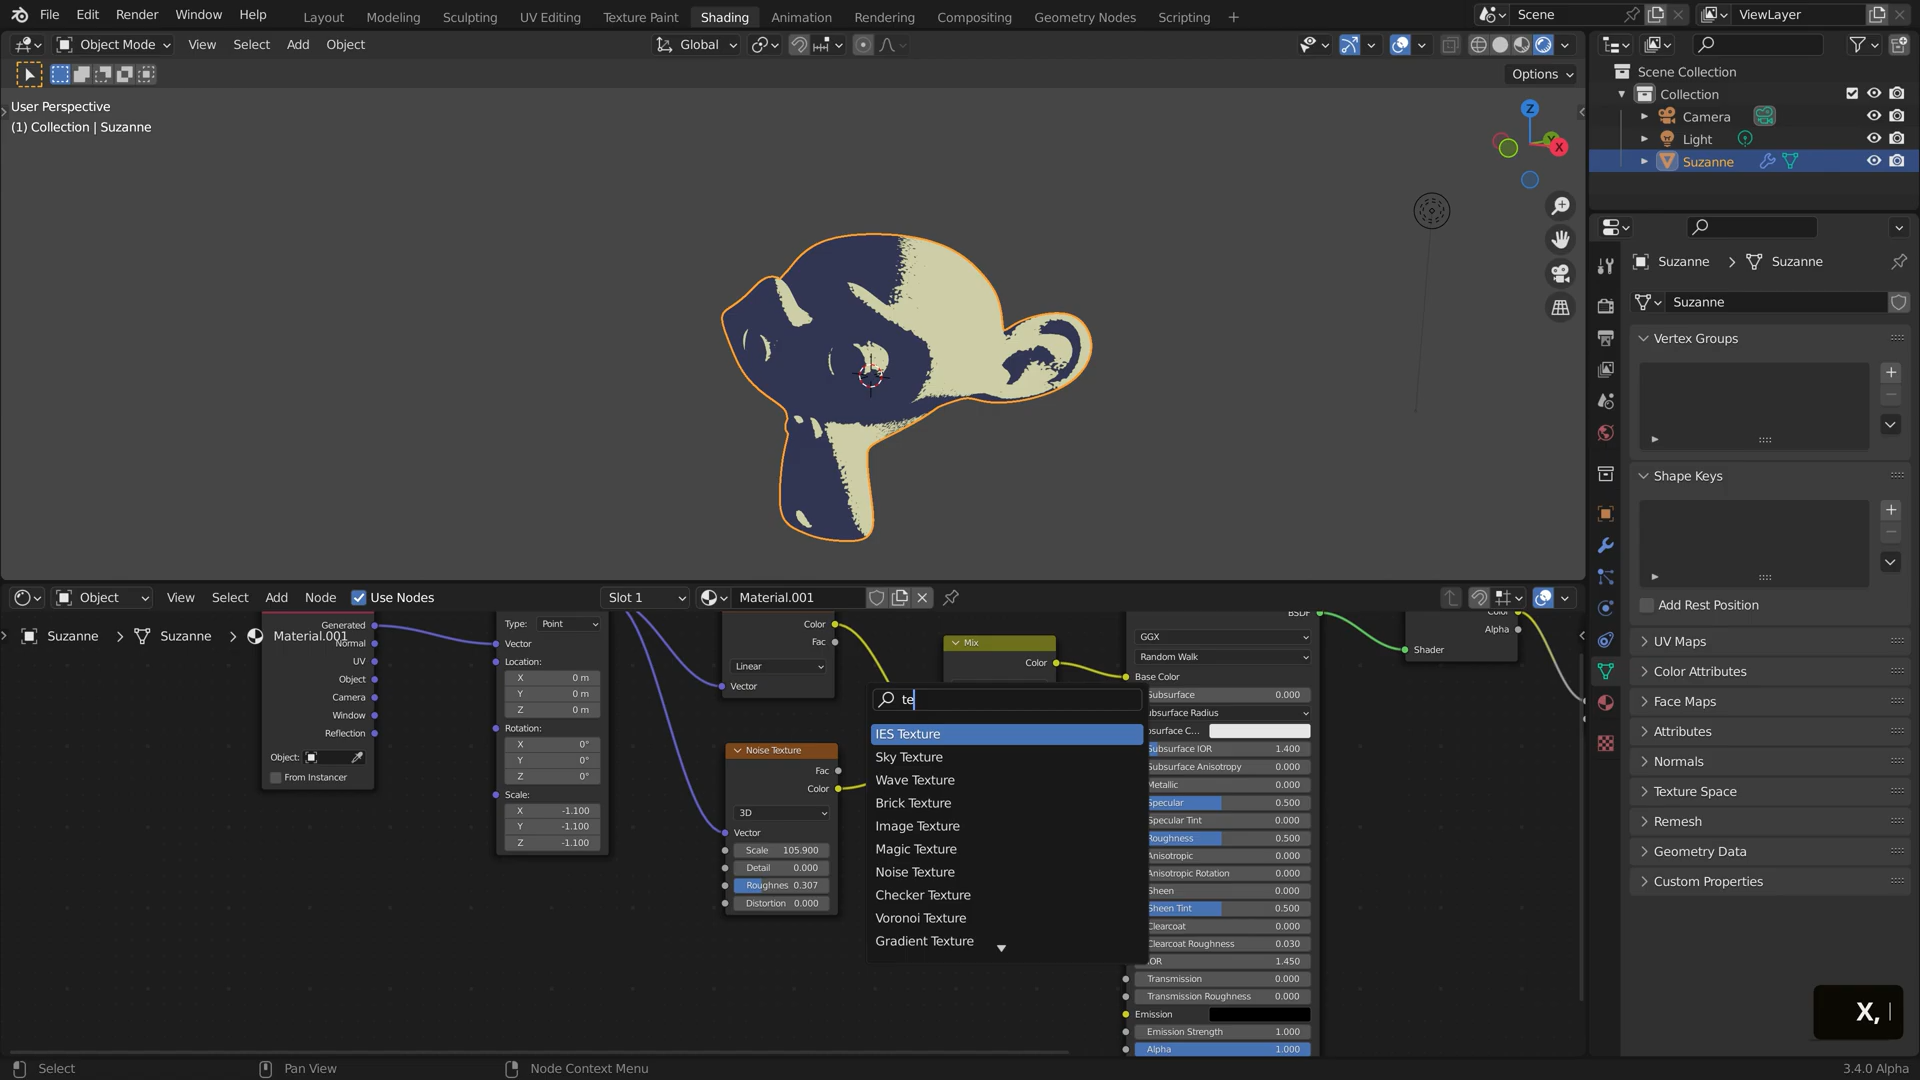 File Edit Render Window Help Layout Modeling Sculpting UV Editing Texture Paint Shading Animation Rendering Compositing Geometry Nodes Scripting + Scene ViewLayer
Object Mode View Select Add Object Global
Options
User Perspective
(1) Collection | Suzanne
Z
Y
X
Scene Collection
Collection
Camera
Light
Suzanne
Suzanne > Suzanne
Suzanne
Vertex Groups
Shape Keys
Add Rest Position
UV Maps
Color Attributes
Face Maps
Attributes
Normals
Texture Space
Remesh
Geometry Data
Custom Properties
Object View Select Add Node Use Nodes Slot 1 Material.001
Suzanne > Suzanne > Material.001
Generated
Normal
UV
Object
Camera
Window
Reflection
Object:
From Instancer
Type: Point
Vector
Location:
X 0 m
Y 0 m
Z 0 m
Rotation:
X 0°
Y 0°
Z 0°
Scale:
X -1.100
Y -1.100
Z -1.100
Color
Fac
Linear
Vector
Noise Texture
Fac
Color
3D
Vector
Scale 105.900
Detail 0.000
Roughnes 0.307
Distortion 0.000
Mix
Color
te
IES Texture
Sky Texture
Wave Texture
Brick Texture
Image Texture
Magic Texture
Noise Texture
Checker Texture
Voronoi Texture
Gradient Texture
BSDF
GGX
Random Walk
Base Color
Subsurface 0.000
ubsurface Radius
bsurface C...
Subsurface IOR 1.400
Subsurface Anisotropy 0.000
Metallic 0.000
Specular 0.500
Specular Tint 0.000
Roughness 0.500
Anisotropic 0.000
Anisotropic Rotation 0.000
Sheen 0.000
Sheen Tint 0.500
Clearcoat 0.000
Clearcoat Roughness 0.030
IOR 1.450
Transmission 0.000
Transmission Roughness 0.000
Emission
Emission Strength 1.000
Alpha 1.000
Color
Alpha
Shader
X,
Select Pan View Node Context Menu 3.4.0 Alpha